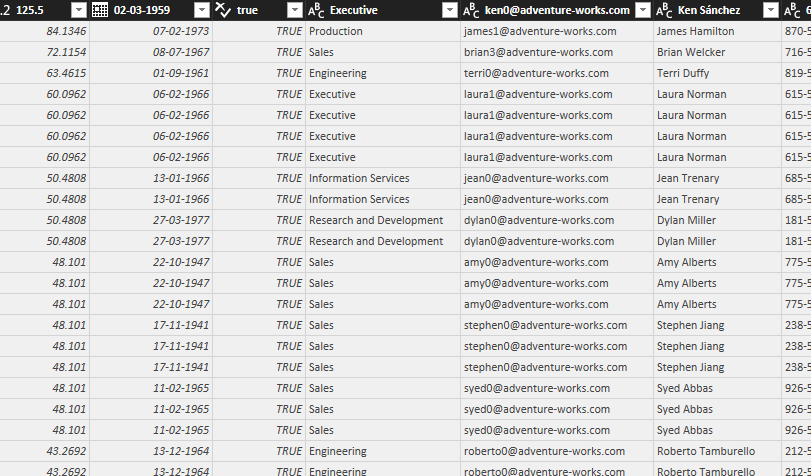 .2 125.5 02-03-1959 true ABC Executive ABC ken0@adventure-works.com ABC Ken Sánchez ABC 6
84.1346 07-02-1973 TRUE Production james1@adventure-works.com James Hamilton 870-5
72.1154 08-07-1967 TRUE Sales brian3@adventure-works.com Brian Welcker 716-5
63.4615 01-09-1961 TRUE Engineering terri0@adventure-works.com Terri Duffy 819-5
60.0962 06-02-1966 TRUE Executive laura1@adventure-works.com Laura Norman 615-5
60.0962 06-02-1966 TRUE Executive laura1@adventure-works.com Laura Norman 615-5
60.0962 06-02-1966 TRUE Executive laura1@adventure-works.com Laura Norman 615-5
60.0962 06-02-1966 TRUE Executive laura1@adventure-works.com Laura Norman 615-5
50.4808 13-01-1966 TRUE Information Services jean0@adventure-works.com Jean Trenary 685-5
50.4808 13-01-1966 TRUE Information Services jean0@adventure-works.com Jean Trenary 685-5
50.4808 27-03-1977 TRUE Research and Development dylan0@adventure-works.com Dylan Miller 181-5
50.4808 27-03-1977 TRUE Research and Development dylan0@adventure-works.com Dylan Miller 181-5
48.101 22-10-1947 TRUE Sales amy0@adventure-works.com Amy Alberts 775-5
48.101 22-10-1947 TRUE Sales amy0@adventure-works.com Amy Alberts 775-5
48.101 22-10-1947 TRUE Sales amy0@adventure-works.com Amy Alberts 775-5
48.101 17-11-1941 TRUE Sales stephen0@adventure-works.com Stephen Jiang 238-5
48.101 17-11-1941 TRUE Sales stephen0@adventure-works.com Stephen Jiang 238-5
48.101 17-11-1941 TRUE Sales stephen0@adventure-works.com Stephen Jiang 238-5
48.101 11-02-1965 TRUE Sales syed0@adventure-works.com Syed Abbas 926-5
48.101 11-02-1965 TRUE Sales syed0@adventure-works.com Syed Abbas 926-5
48.101 11-02-1965 TRUE Sales syed0@adventure-works.com Syed Abbas 926-5
43.2692 13-12-1964 TRUE Engineering roberto0@adventure-works.com Roberto Tamburello 212-5
43.2692 13-12-1964 TRUE Engineering roberto0@adventure-works.com Roberto Tamburello 212-5